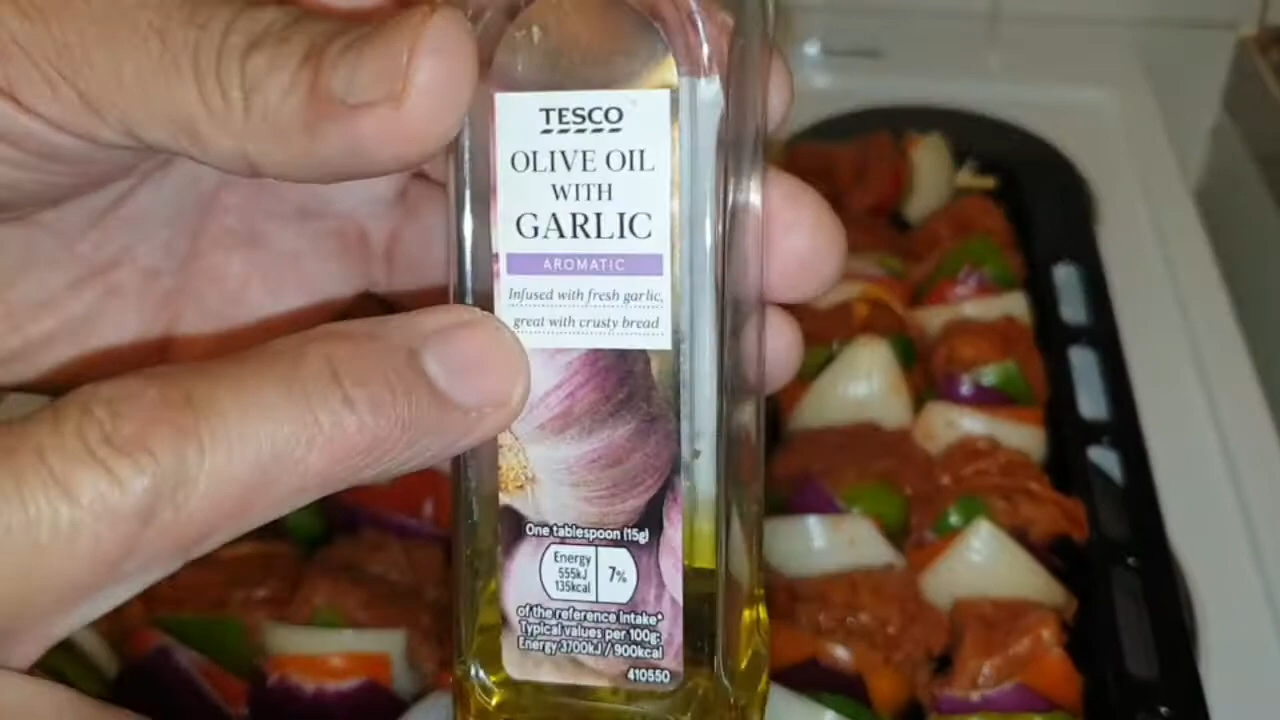 TESCO
OLIVE OIL
WITH
GARLIC
AROMATIC
Infused with fresh garlic,
great with crusty bread
One tablespoon (15g)
Energy
555kJ
135kcal
7%
of the reference intake*
Typical values per 100g:
Energy 3700kJ / 900kcal
410550